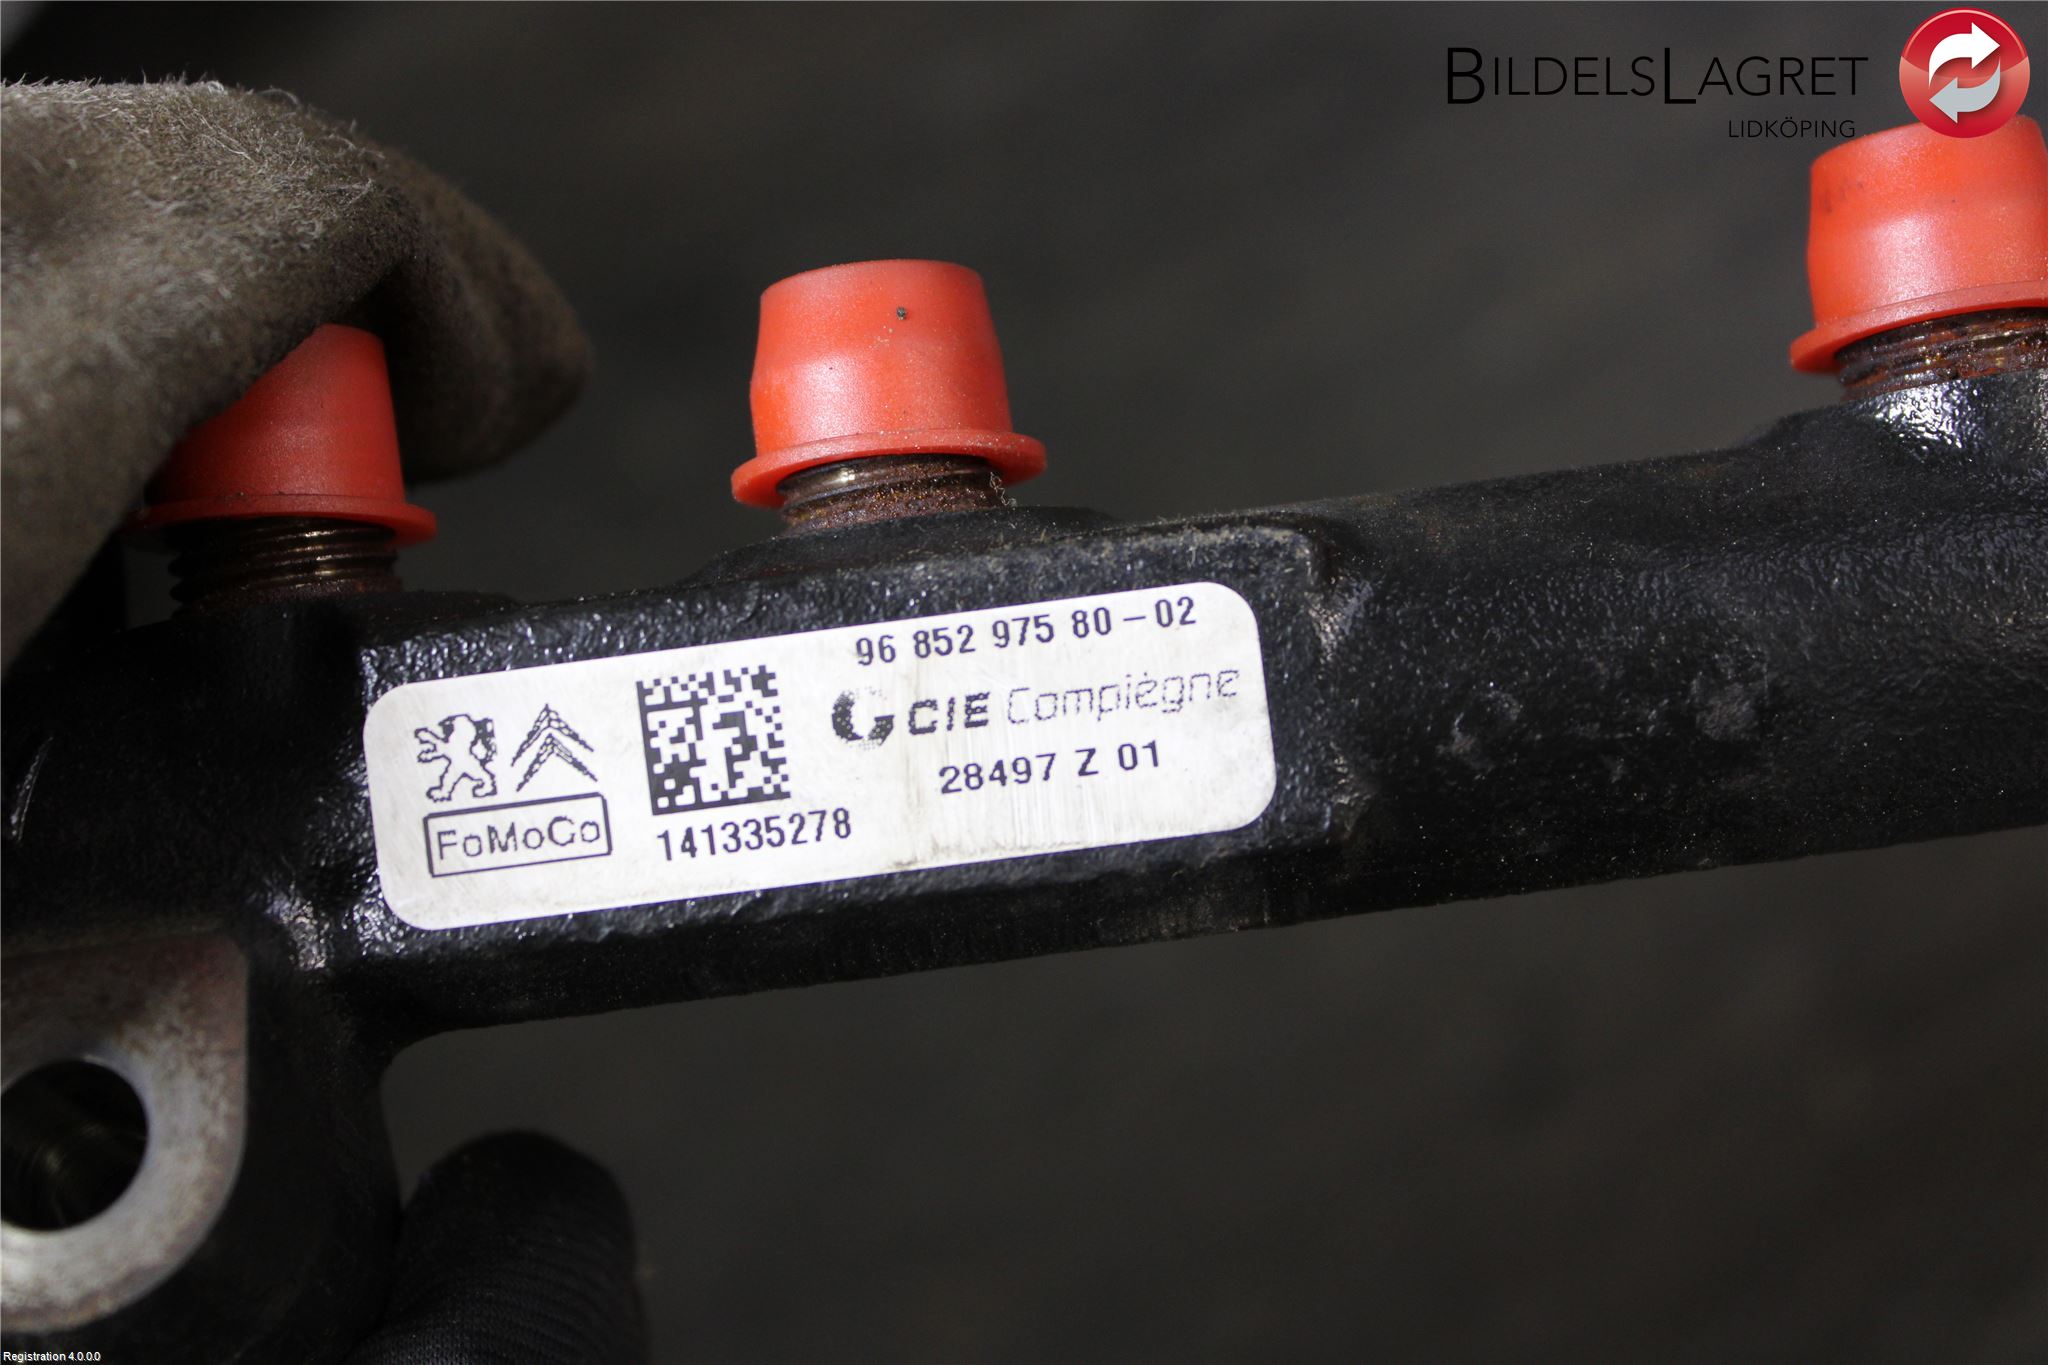 BILDELSLAGRET
LIDKÖPING
96 852 975 80-02
CIE Compiègne
28497 Z 01
FoMoCo
141335278
Registration 4.0.0.0